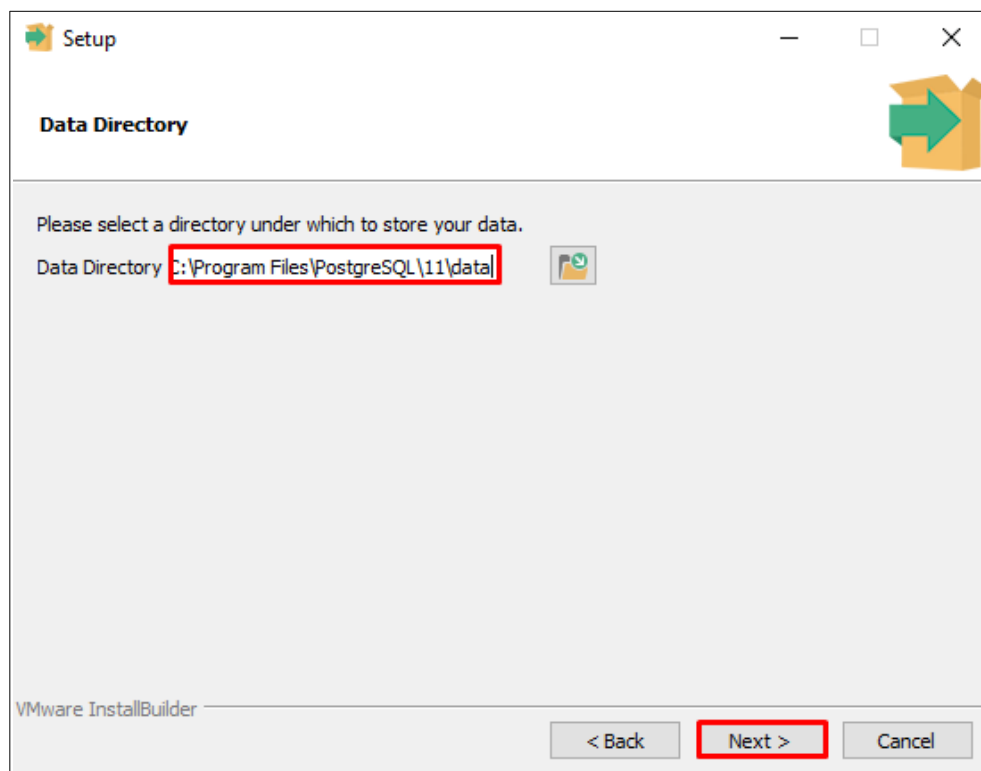 Setup
Data Directory
Please select a directory under which to store your data.
Data Directory C:\Program Files\PostgreSQL\11\data
VMware InstallBuilder
< Back Next > Cancel